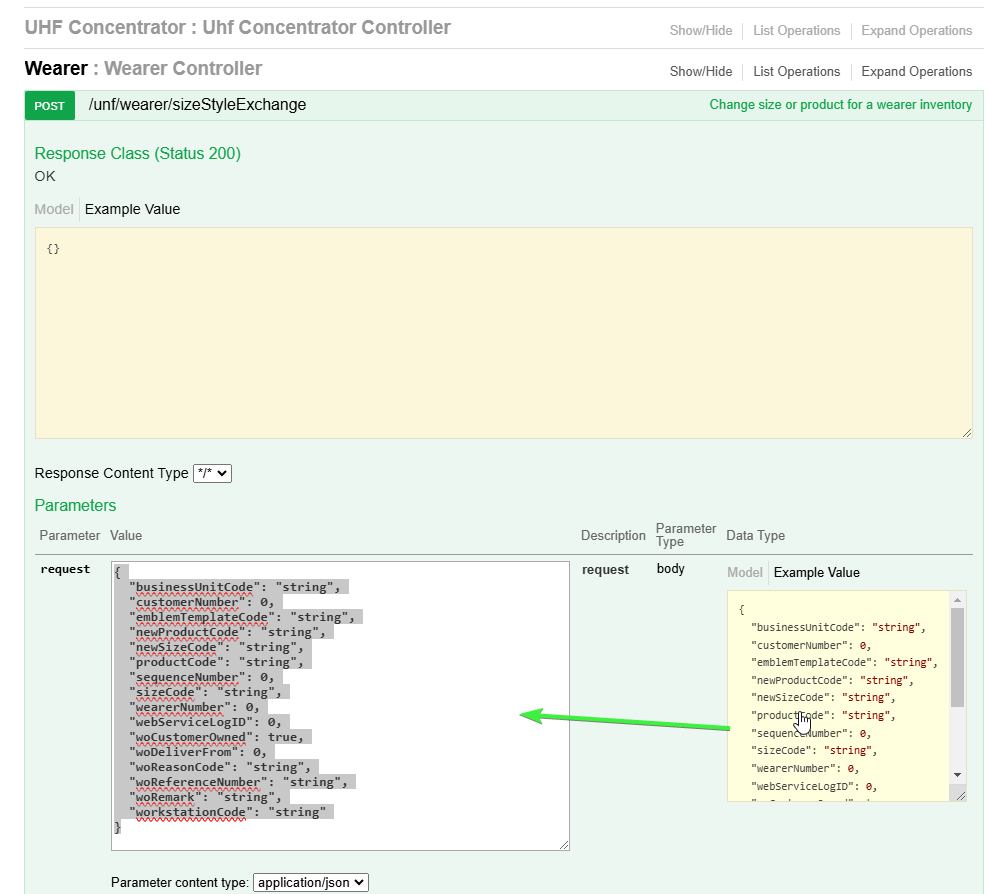 UHF Concentrator : Uhf Concentrator Controller
Show/Hide List Operations Expand Operations
Wearer : Wearer Controller
Show/Hide List Operations Expand Operations
POST /unf/wearer/sizeStyleExchange
Change size or product for a wearer inventory
Response Class (Status 200)
OK
Model Example Value
{}
Response Content Type */*
Parameters
Parameter Value Description Parameter Type Data Type
request
{
"businessUnitCode": "string",
"customerNumber": 0,
"emblemTemplateCode": "string",
"newProductCode": "string",
"newSizeCode": "string",
"productCode": "string",
"sequenceNumber": 0,
"sizeCode": "string",
"wearerNumber": 0,
"webServiceLogID": 0,
"woCustomerOwned": true,
"woDeliverFrom": 0,
"woReasonCode": "string",
"woReferenceNumber": "string",
"woRemark": "string",
"workstationCode": "string"
}
request
body
Model Example Value
{
"businessUnitCode": "string",
"customerNumber": 0,
"emblemTemplateCode": "string",
"newProductCode": "string",
"newSizeCode": "string",
"productCode": "string",
"sequenceNumber": 0,
"sizeCode": "string",
"wearerNumber": 0,
"webServiceLogID": 0,
Parameter content type: application/json